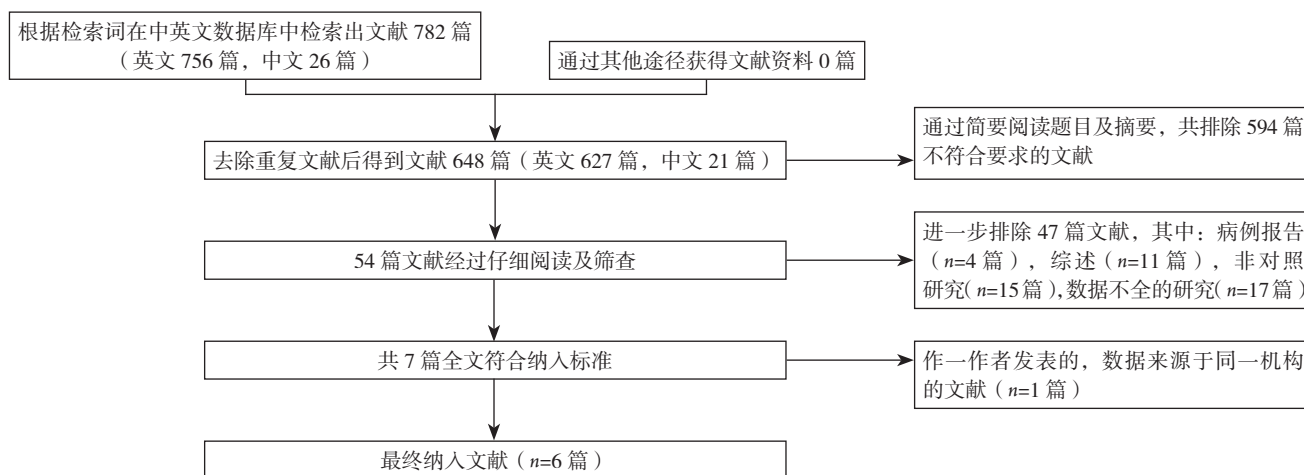 根据检索词在中英文数据库中检索出文献 782 篇
（英文 756 篇，中文 26 篇）
通过其他途径获得文献资料 0 篇
去除重复文献后得到文献 648 篇（英文 627 篇，中文 21 篇）
通过简要阅读题目及摘要，共排除 594 篇
不符合要求的文献
54 篇文献经过仔细阅读及筛查
进一步排除 47 篇文献，其中：病例报告
（n=4 篇），综述（n=11 篇），非对照
研究（n=15 篇），数据不全的研究（n=17 篇）
共 7 篇全文符合纳入标准
作一作者发表的，数据来源于同一机构
的文献（n=1 篇）
最终纳入文献（n=6 篇）